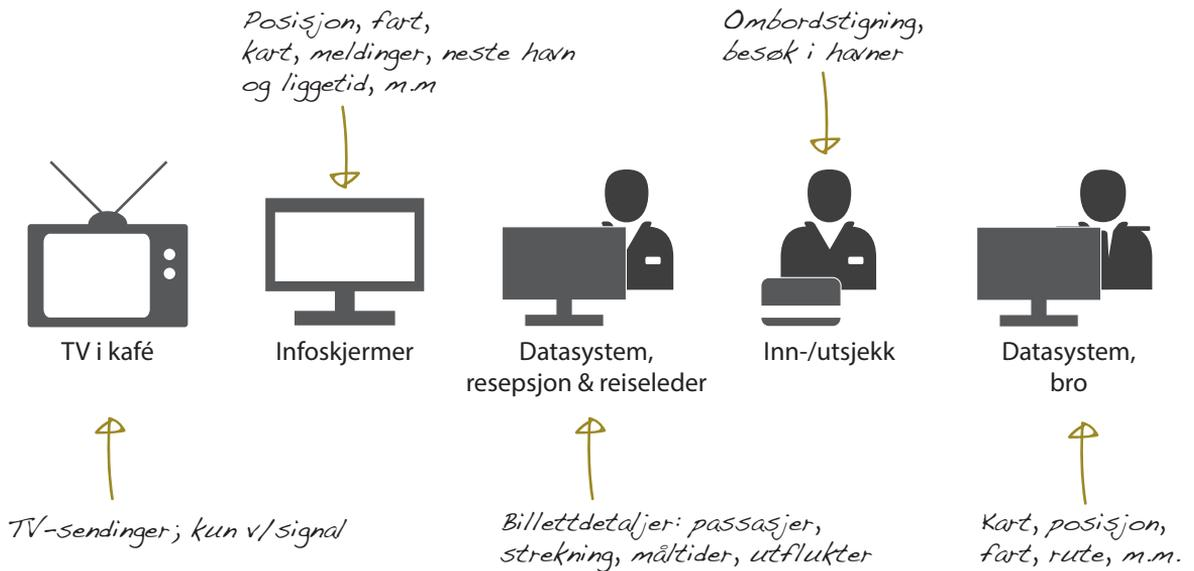 Posisjon, fart,
kart, meldinger, neste havn
og liggetid, m.m
Ombordstigning,
besøk i havner
TV i kafé
Infoskjermer
Datasystem,
resepsjon & reiseleder
Inn-/utsjekk
Datasystem,
bro
TV-sendinger; kun v/signal
Billettdetaljer: passasjer,
strekning, måltider, utflukter
Kart, posisjon,
fart, rute, m.m.